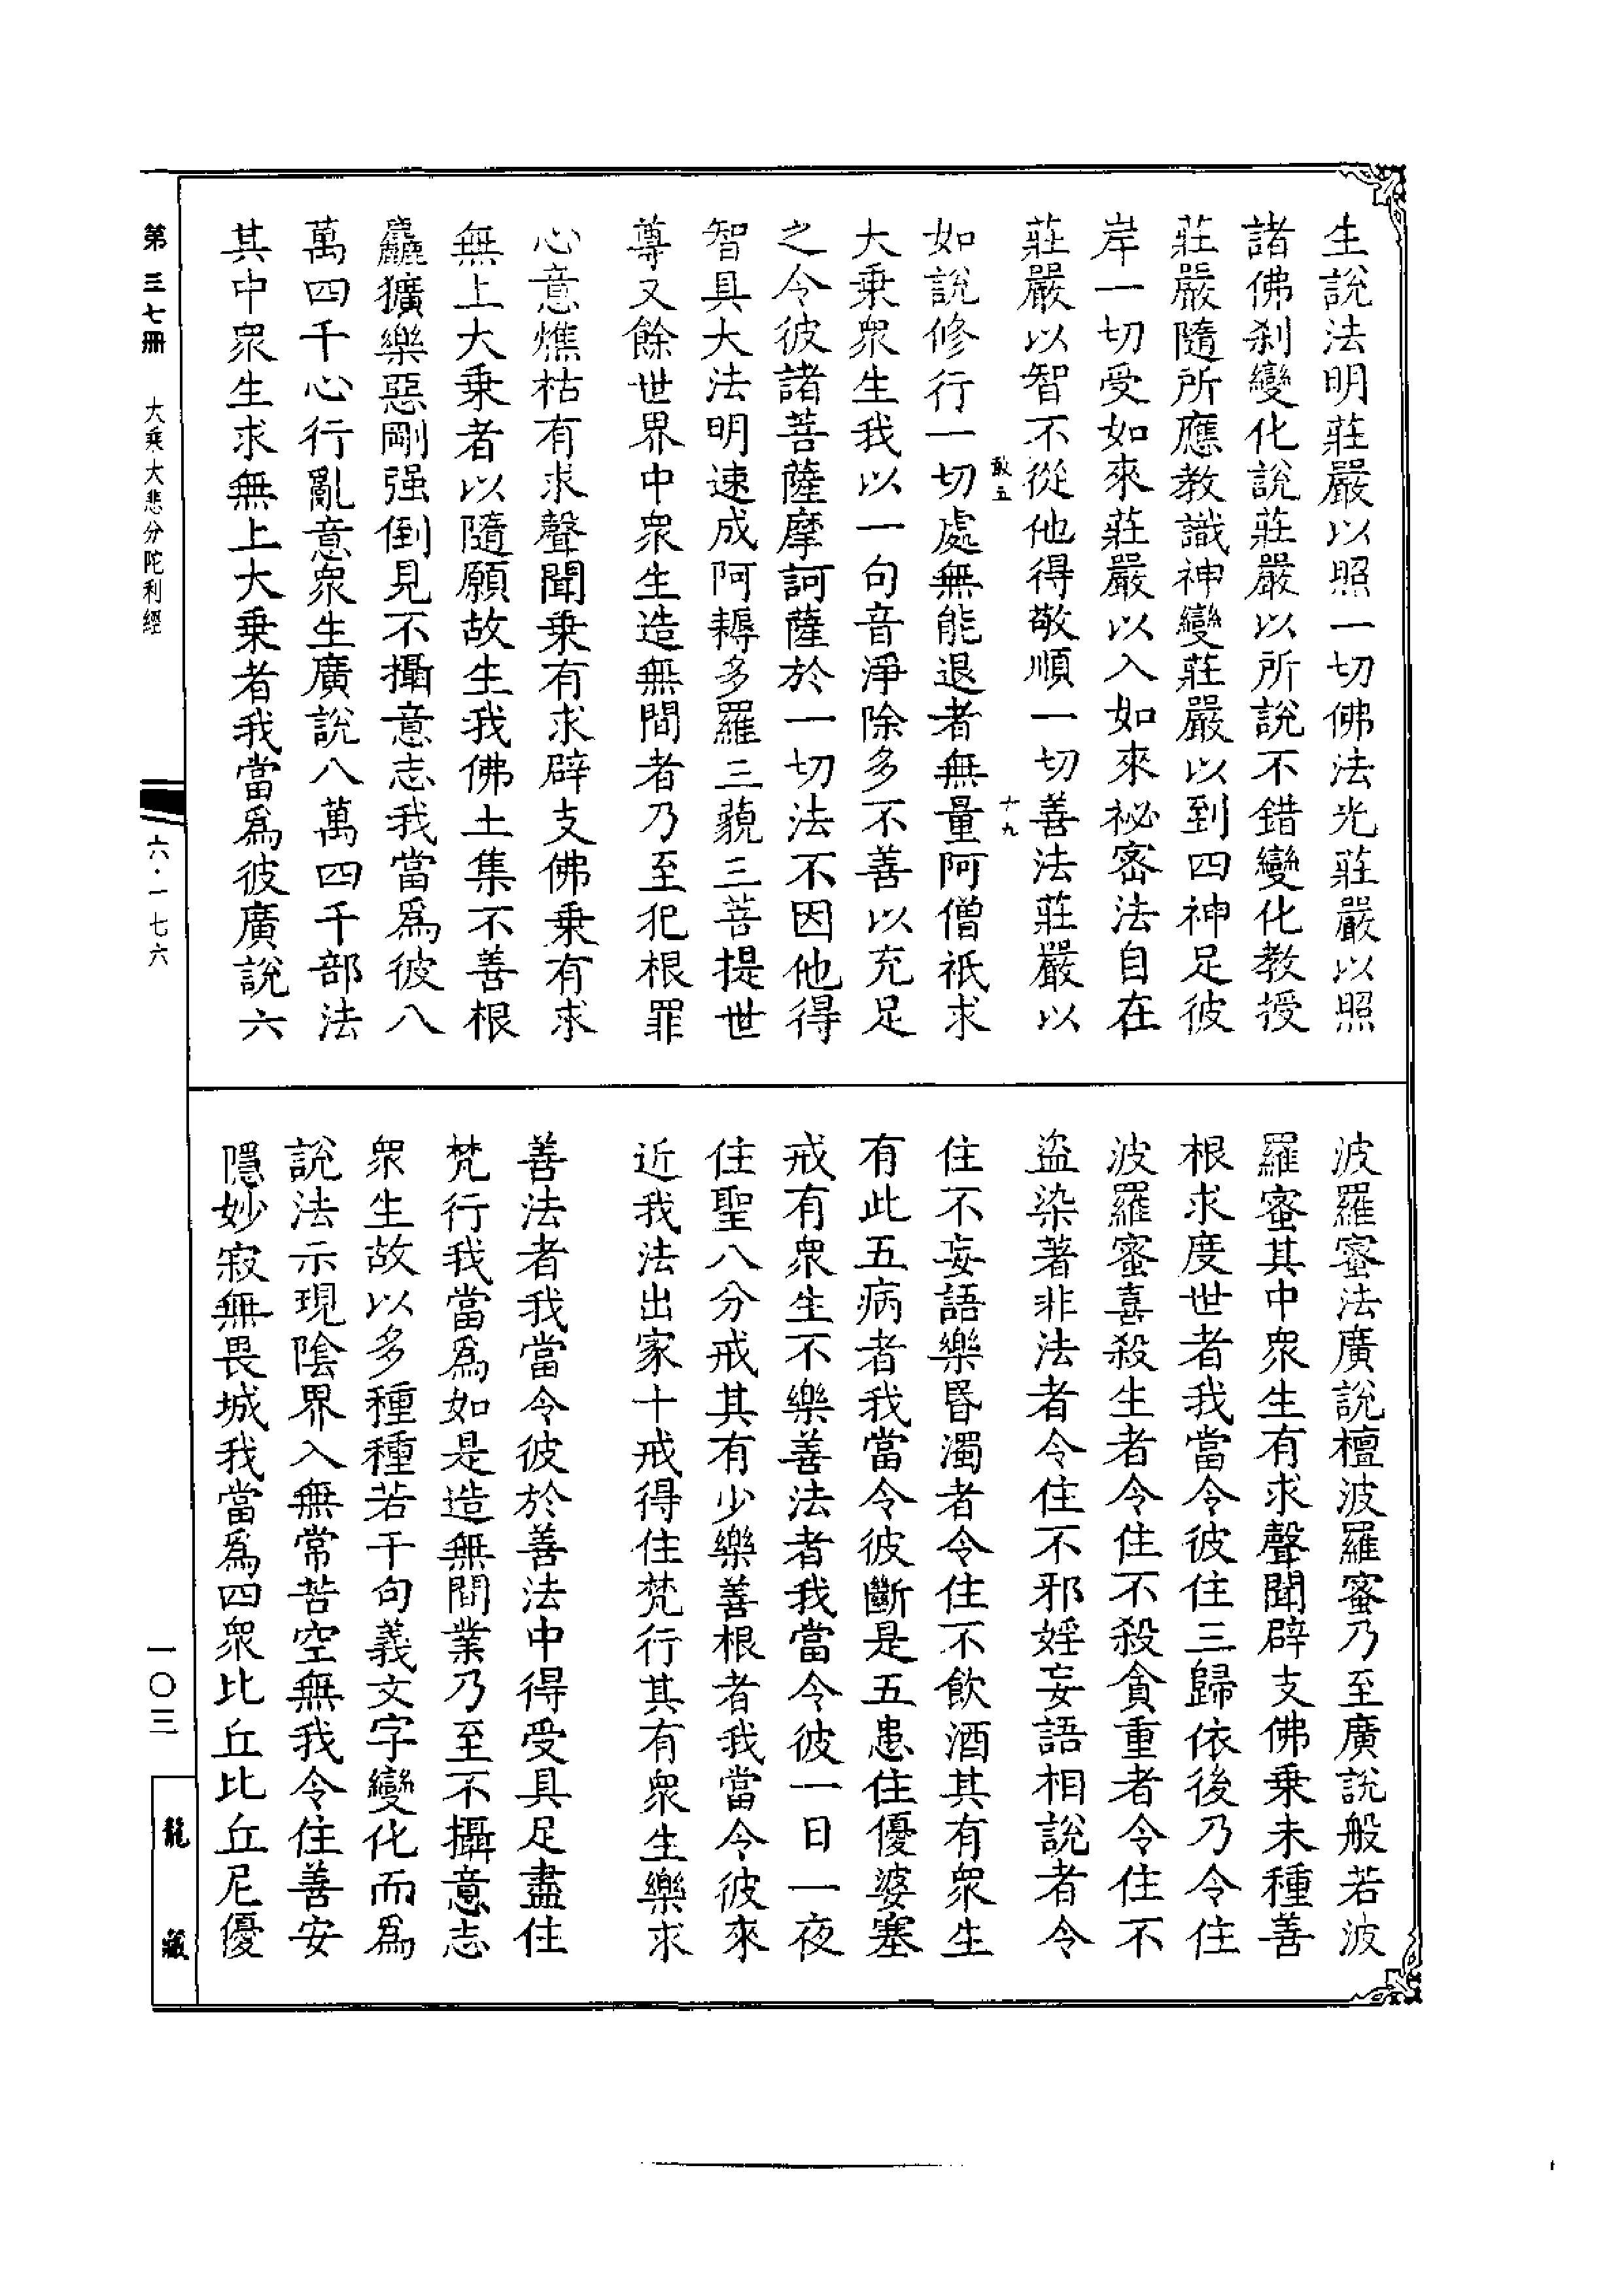 生說法明莊嚴以照一切佛法光莊嚴以照
諸佛剎變化說莊嚴以所說不錯變化教授
莊嚴隨所應教識神變莊嚴以到四神足彼
岸一切受如來莊嚴以入如來祕密法自在
莊嚴以智不從他得敬順一切善法莊嚴以
敢五 十九
如說修行一切處無能退者無量阿僧祇求
大乘衆生我以一句音淨除多不善以充足
之令彼諸菩薩摩訶薩於一切法不因他得
智具大法明速成阿耨多羅三藐三菩提世
尊又餘世界中衆生造無間者乃至犯根罪
心意燋枯有求聲聞乘有求辟支佛乘有求
無上大乘者以隨願故生我佛土集不善根
麤獷樂惡剛强倒見不攝意志我當爲彼八
萬四千心行亂意衆生廣說八萬四千部法
其中衆生求無上大乘者我當爲彼廣說六
波羅蜜法廣說檀波羅蜜乃至廣說般若波
羅蜜其中衆生有求聲聞辟支佛乘未種善
根求度世者我當令彼住三歸依後乃令住
波羅蜜喜殺生者令住不殺貪重者令住不
盜染著非法者令住不邪婬妄語相說者令
住不妄語樂昬濁者令住不飲酒其有衆生
有此五病者我當令彼斷是五患住優婆塞
戒有衆生不樂善法者我當令彼一日一夜
住聖八分戒其有少樂善根者我當令彼來
近我法出家十戒得住梵行其有衆生樂求
善法者我當令彼於善法中得受具足盡住
梵行我當爲如是造無間業乃至不攝意志
衆生故以多種種若干句義文字變化而爲
說法示現陰界入無常苦空無我令住善安
隱妙寂無畏城我當爲四衆比丘比丘尼優
第三七冊 大乘大悲分陀利經 六·一七六 一〇三 龍藏